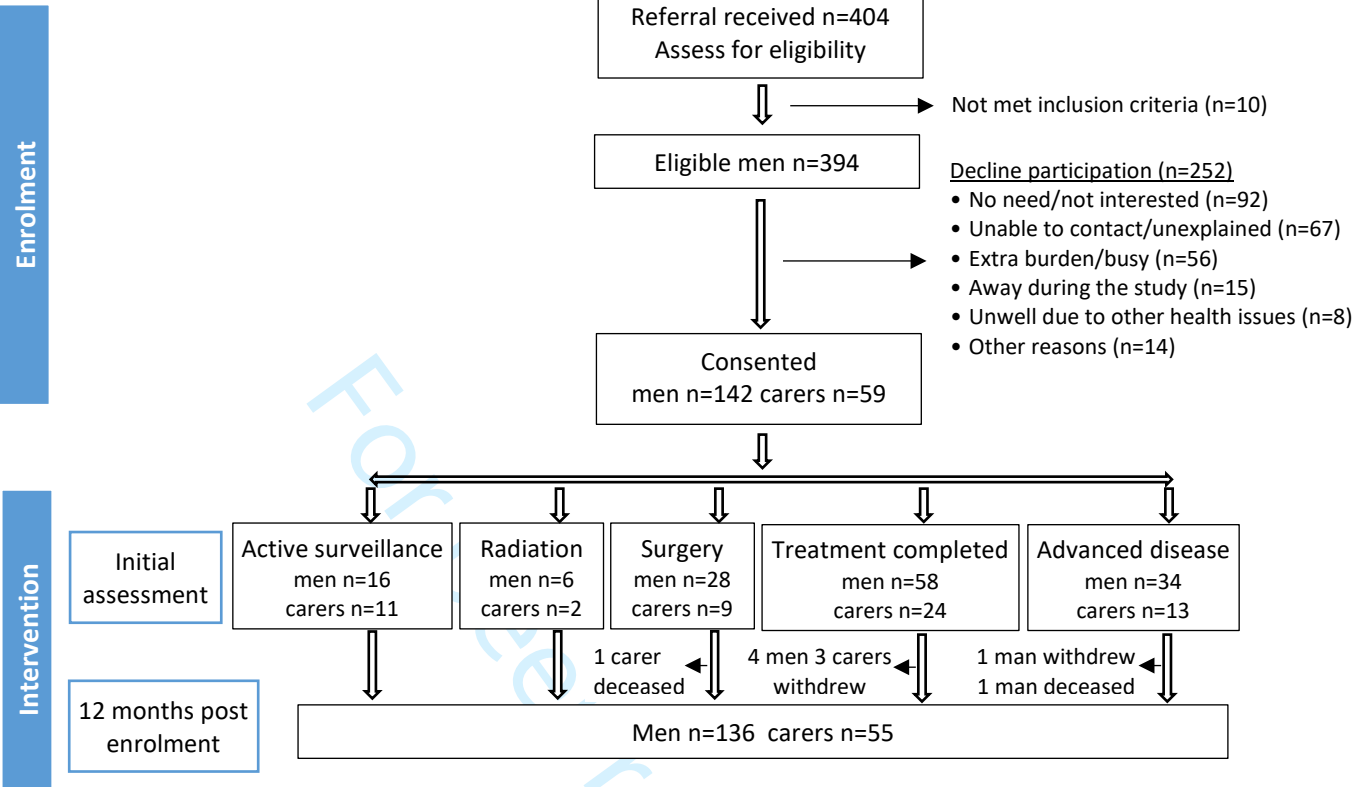 Enrolment
Referral received n=404
Assess for eligibility
Not met inclusion criteria (n=10)
Eligible men n=394
Decline participation (n=252)
• No need/not interested (n=92)
• Unable to contact/unexplained (n=67)
• Extra burden/busy (n=56)
• Away during the study (n=15)
• Unwell due to other health issues (n=8)
• Other reasons (n=14)
Consented
men n=142 carers n=59
Intervention
Initial
assessment
Active surveillance
men n=16
carers n=11
Radiation
men n=6
carers n=2
Surgery
men n=28
carers n=9
Treatment completed
men n=58
carers n=24
Advanced disease
men n=34
carers n=13
1 carer
deceased
4 men 3 carers
withdrew
1 man withdrew
1 man deceased
12 months post
enrolment
Men n=136 carers n=55
For